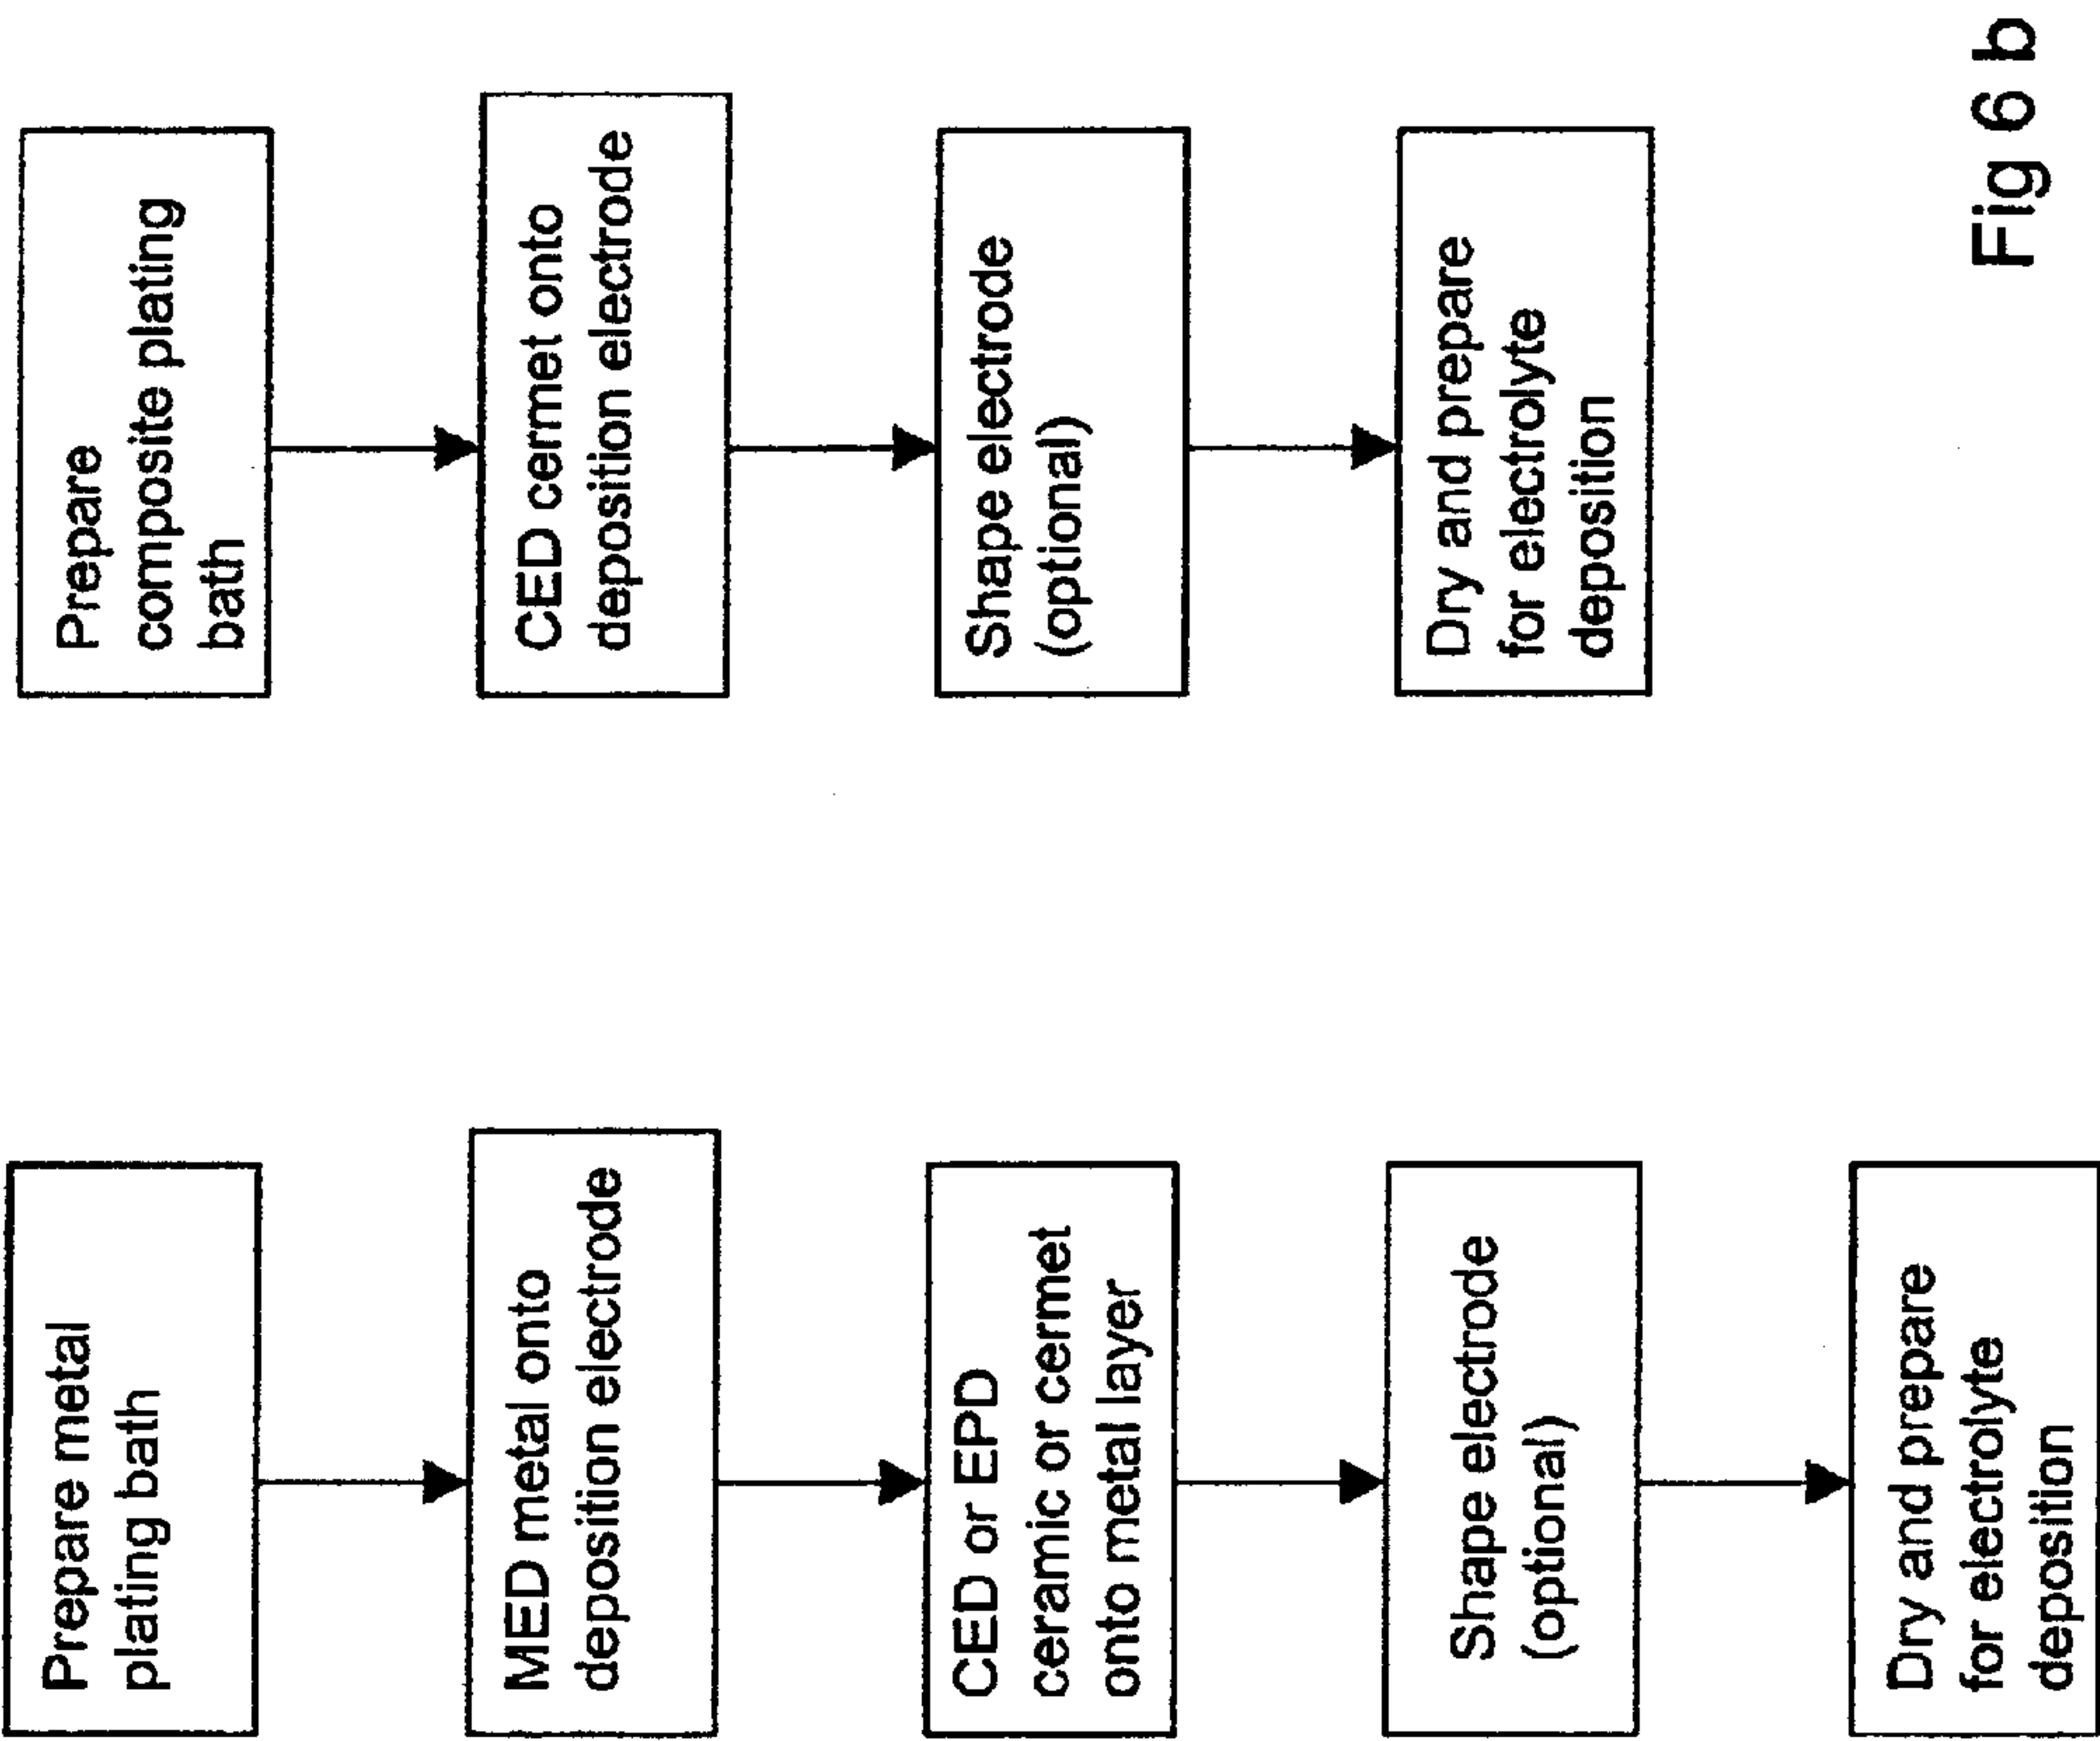 Prepare metal
plating bath
MED metal onto
deposition electrode
CED or EPD
ceramic or cermet
onto metal layer
Shape electrode
(optional)
Dry and prepare
for electrolyte
deposition
Prepare
composite plating
bath
CED cermet onto
deposition electrode
Shape electrode
(optional)
Dry and prepare
for electrolyte
deposition
Fig 6 b